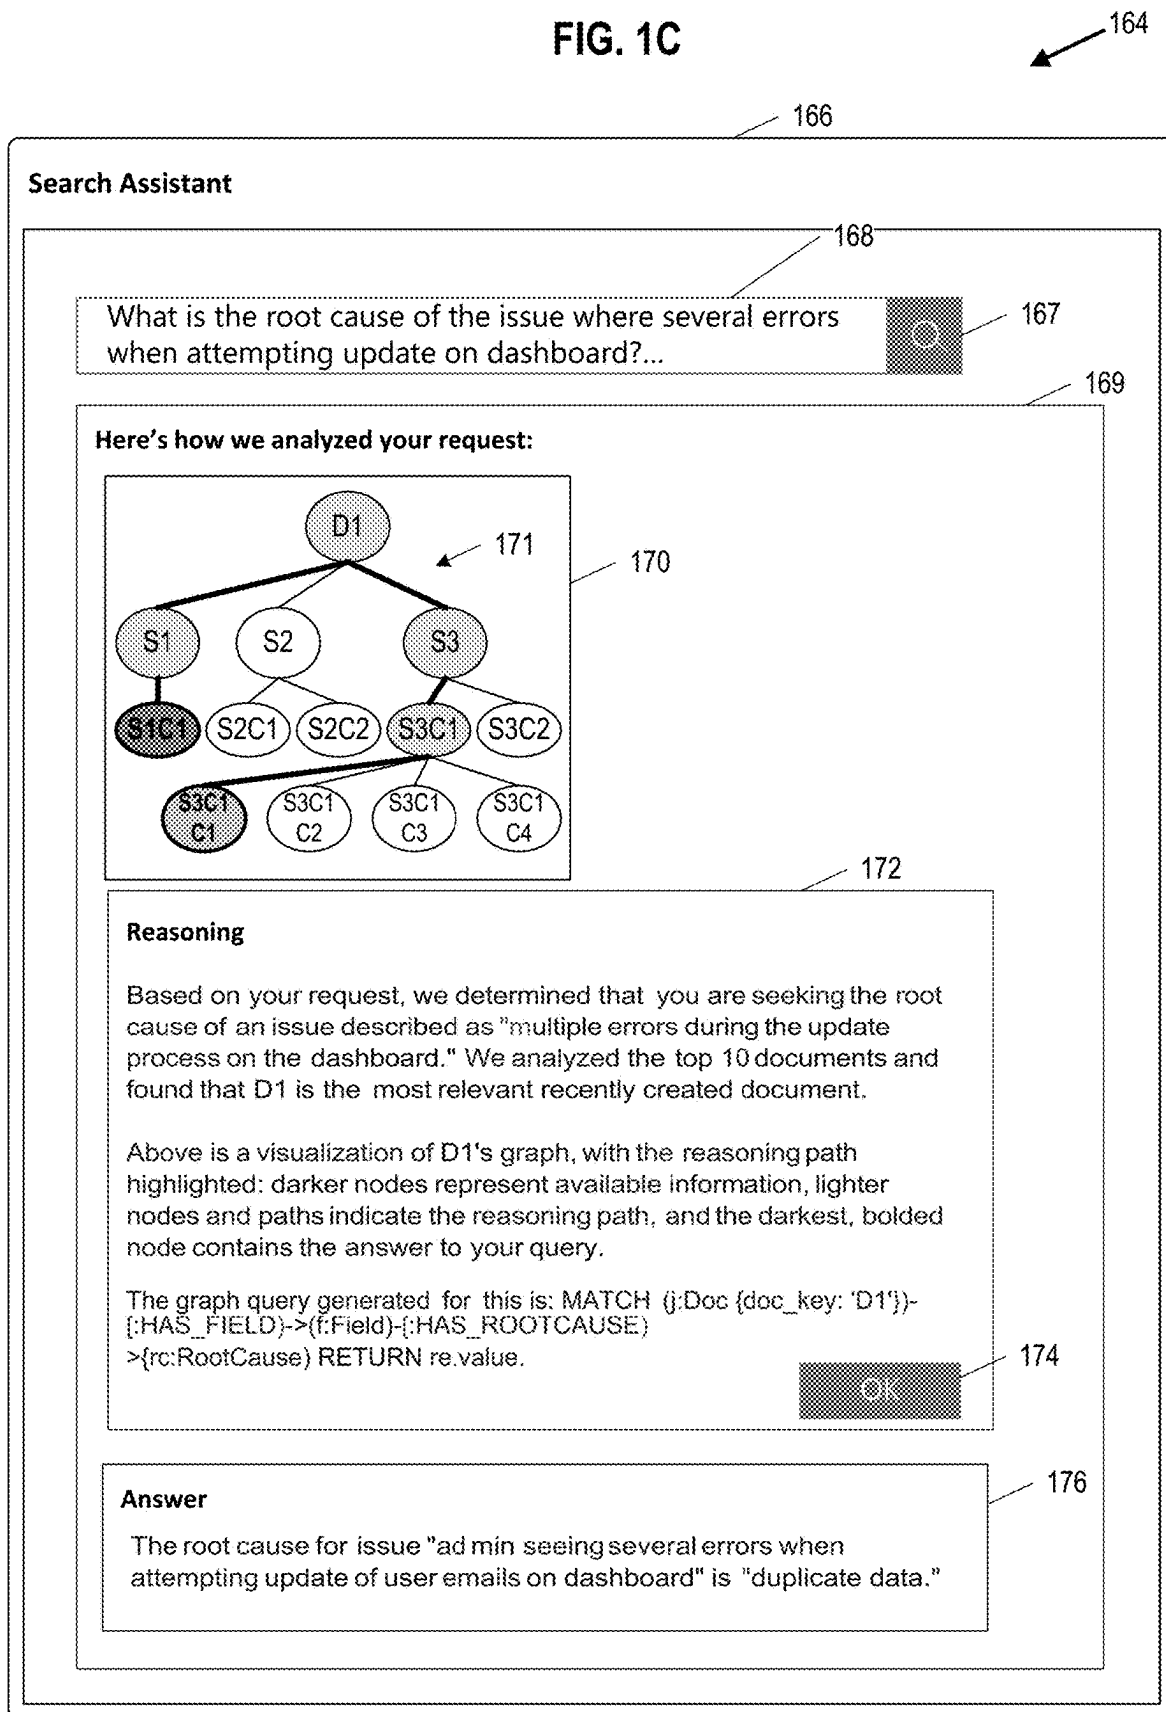 FIG. 1C
164
166
Search Assistant
168
What is the root cause of the issue where several errors
when attempting update on dashboard?...
167
169
Here's how we analyzed your request:
D1
171
170
S1
S2
S3
S1C1
S2C1
S2C2
S3C1
S3C2
S3C1
C1
S3C1
C2
S3C1
C3
S3C1
C4
172
Reasoning
Based on your request, we determined that you are seeking the root
cause of an issue described as "multiple errors during the update
process on the dashboard." We analyzed the top 10 documents and
found that D1 is the most relevant recently created document.
Above is a visualization of D1's graph, with the reasoning path
highlighted: darker nodes represent available information, lighter
nodes and paths indicate the reasoning path, and the darkest, bolded
node contains the answer to your query.
The graph query generated for this is: MATCH (j:Doc {doc_key: 'D1'})-
[:HAS_FIELD}->(f:Field)-[:HAS_ROOTCAUSE)
>{rc:RootCause) RETURN re.value.
174
OK
176
Answer
The root cause for issue "ad min seeing several errors when
attempting update of user emails on dashboard" is "duplicate data."